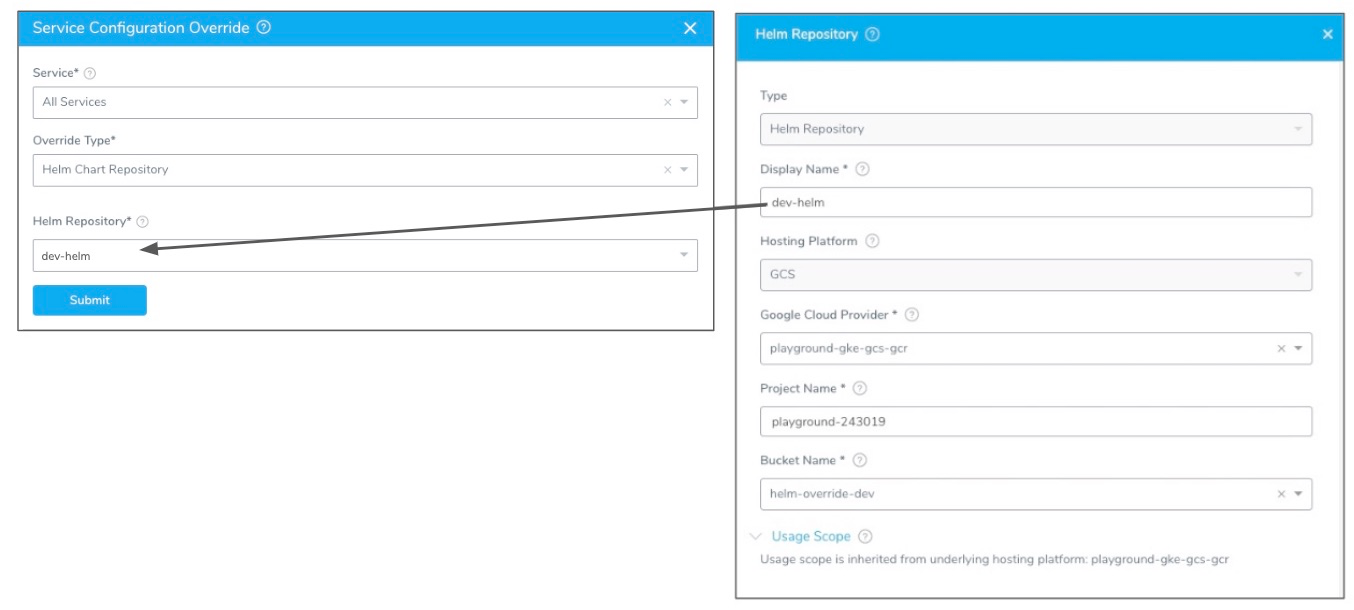 Service Configuration Override
Service*
All Services
Override Type*
Helm Chart Repository
Helm Repository*
dev-helm
Submit
Helm Repository
Type
Helm Repository
Display Name *
dev-helm
Hosting Platform
GCS
Google Cloud Provider *
playground-gke-gcs-gcr
Project Name *
playground-243019
Bucket Name *
helm-override-dev
Usage Scope
Usage scope is inherited from underlying hosting platform: playground-gke-gcs-gcr